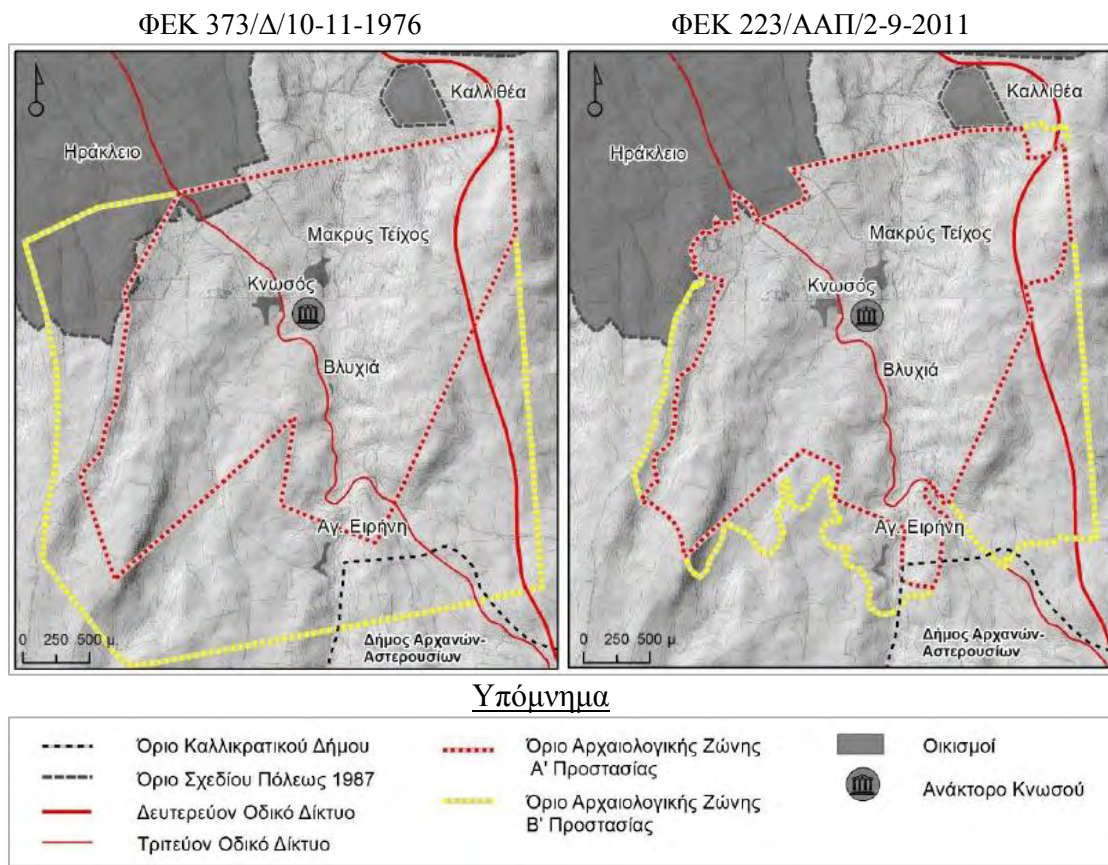 ΦΕΚ 373/Δ/10-11-1976
ΦΕΚ 223/ΑΑΠ/2-9-2011
Καλλιθέα
Ηράκλειο
Μακρύς Τείχος
Κνωσός
Βλυχιά
Αγ. Ειρήνη
0 250 500 μ.
Δήμος Αρχανών-
Αστερουσίων
Καλλιθέα
Ηράκλειο
Μακρύς Τείχος
Κνωσός
Βλυχιά
Αγ. Ειρήνη
0 250 500 μ.
Δήμος Αρχανών-
Αστερουσίων
Υπόμνημα
Όριο Καλλικρατικού Δήμου
Όριο Σχεδίου Πόλεως 1987
Δευτερεύον Οδικό Δίκτυο
Τριτεύον Οδικό Δίκτυο
Όριο Αρχαιολογικής Ζώνης
Α' Προστασίας
Όριο Αρχαιολογικής Ζώνης
Β' Προστασίας
Οικισμοί
Ανάκτορο Κνωσού